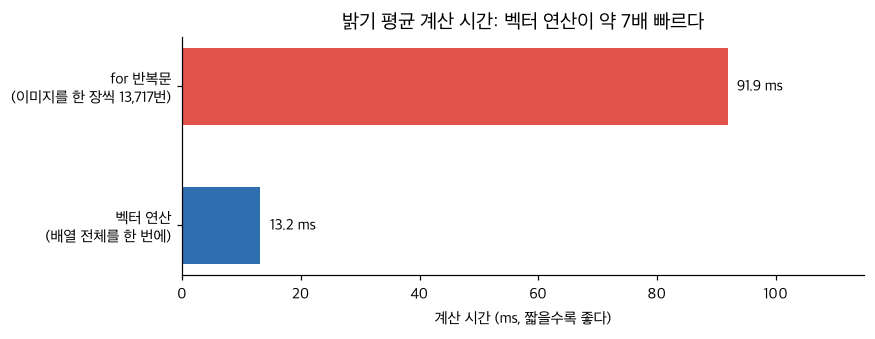 밝기 평균 계산 시간: 벡터 연산이 약 7배 빠르다
for 반복문
(이미지를 한 장씩 13,717번)
91.9 ms
벡터 연산
(배열 전체를 한 번에)
13.2 ms
0 20 40 60 80 100
계산 시간 (ms, 짧을수록 좋다)